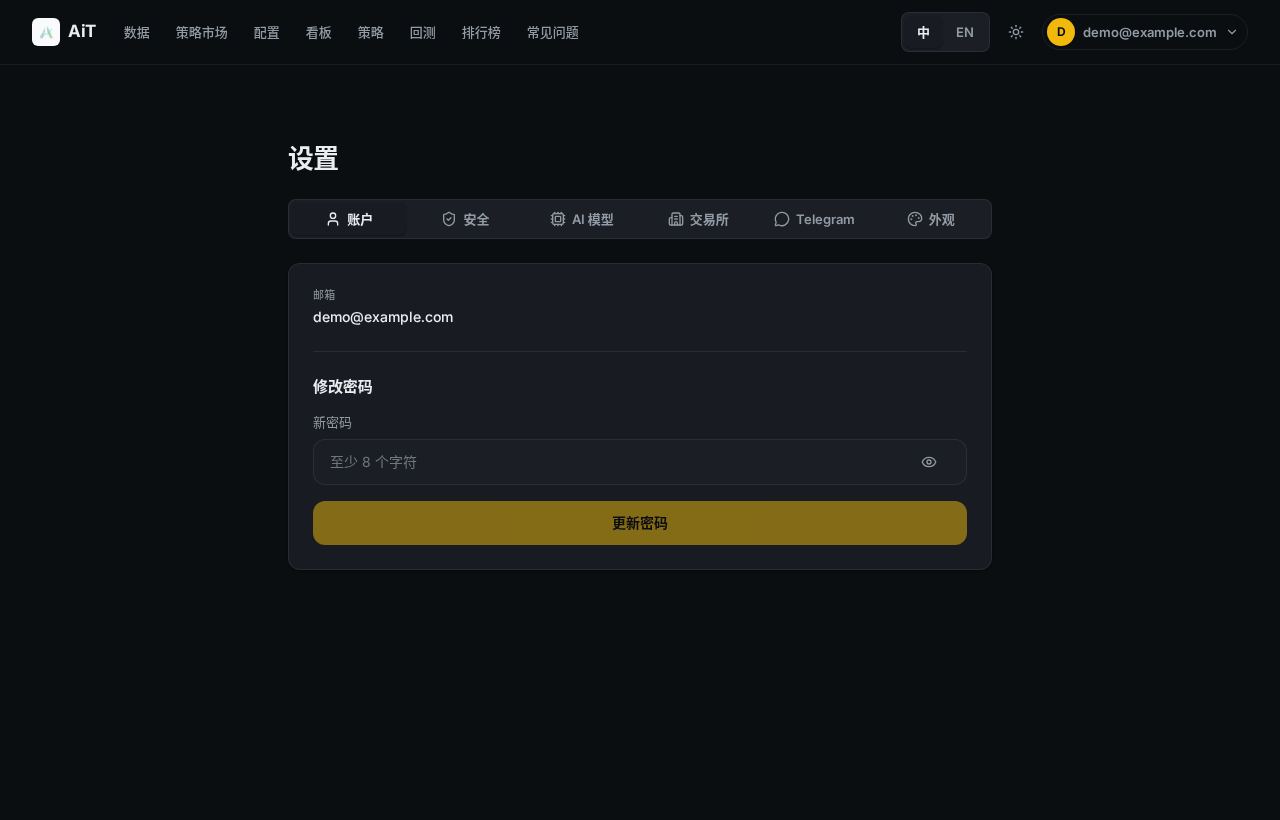 AiT 数据 策略市场 配置 看板 策略 回测 排行榜 常见问题 中 EN D demo@example.com
设置
账户 安全 AI 模型 交易所 Telegram 外观
邮箱
demo@example.com
修改密码
新密码
至少 8 个字符
更新密码